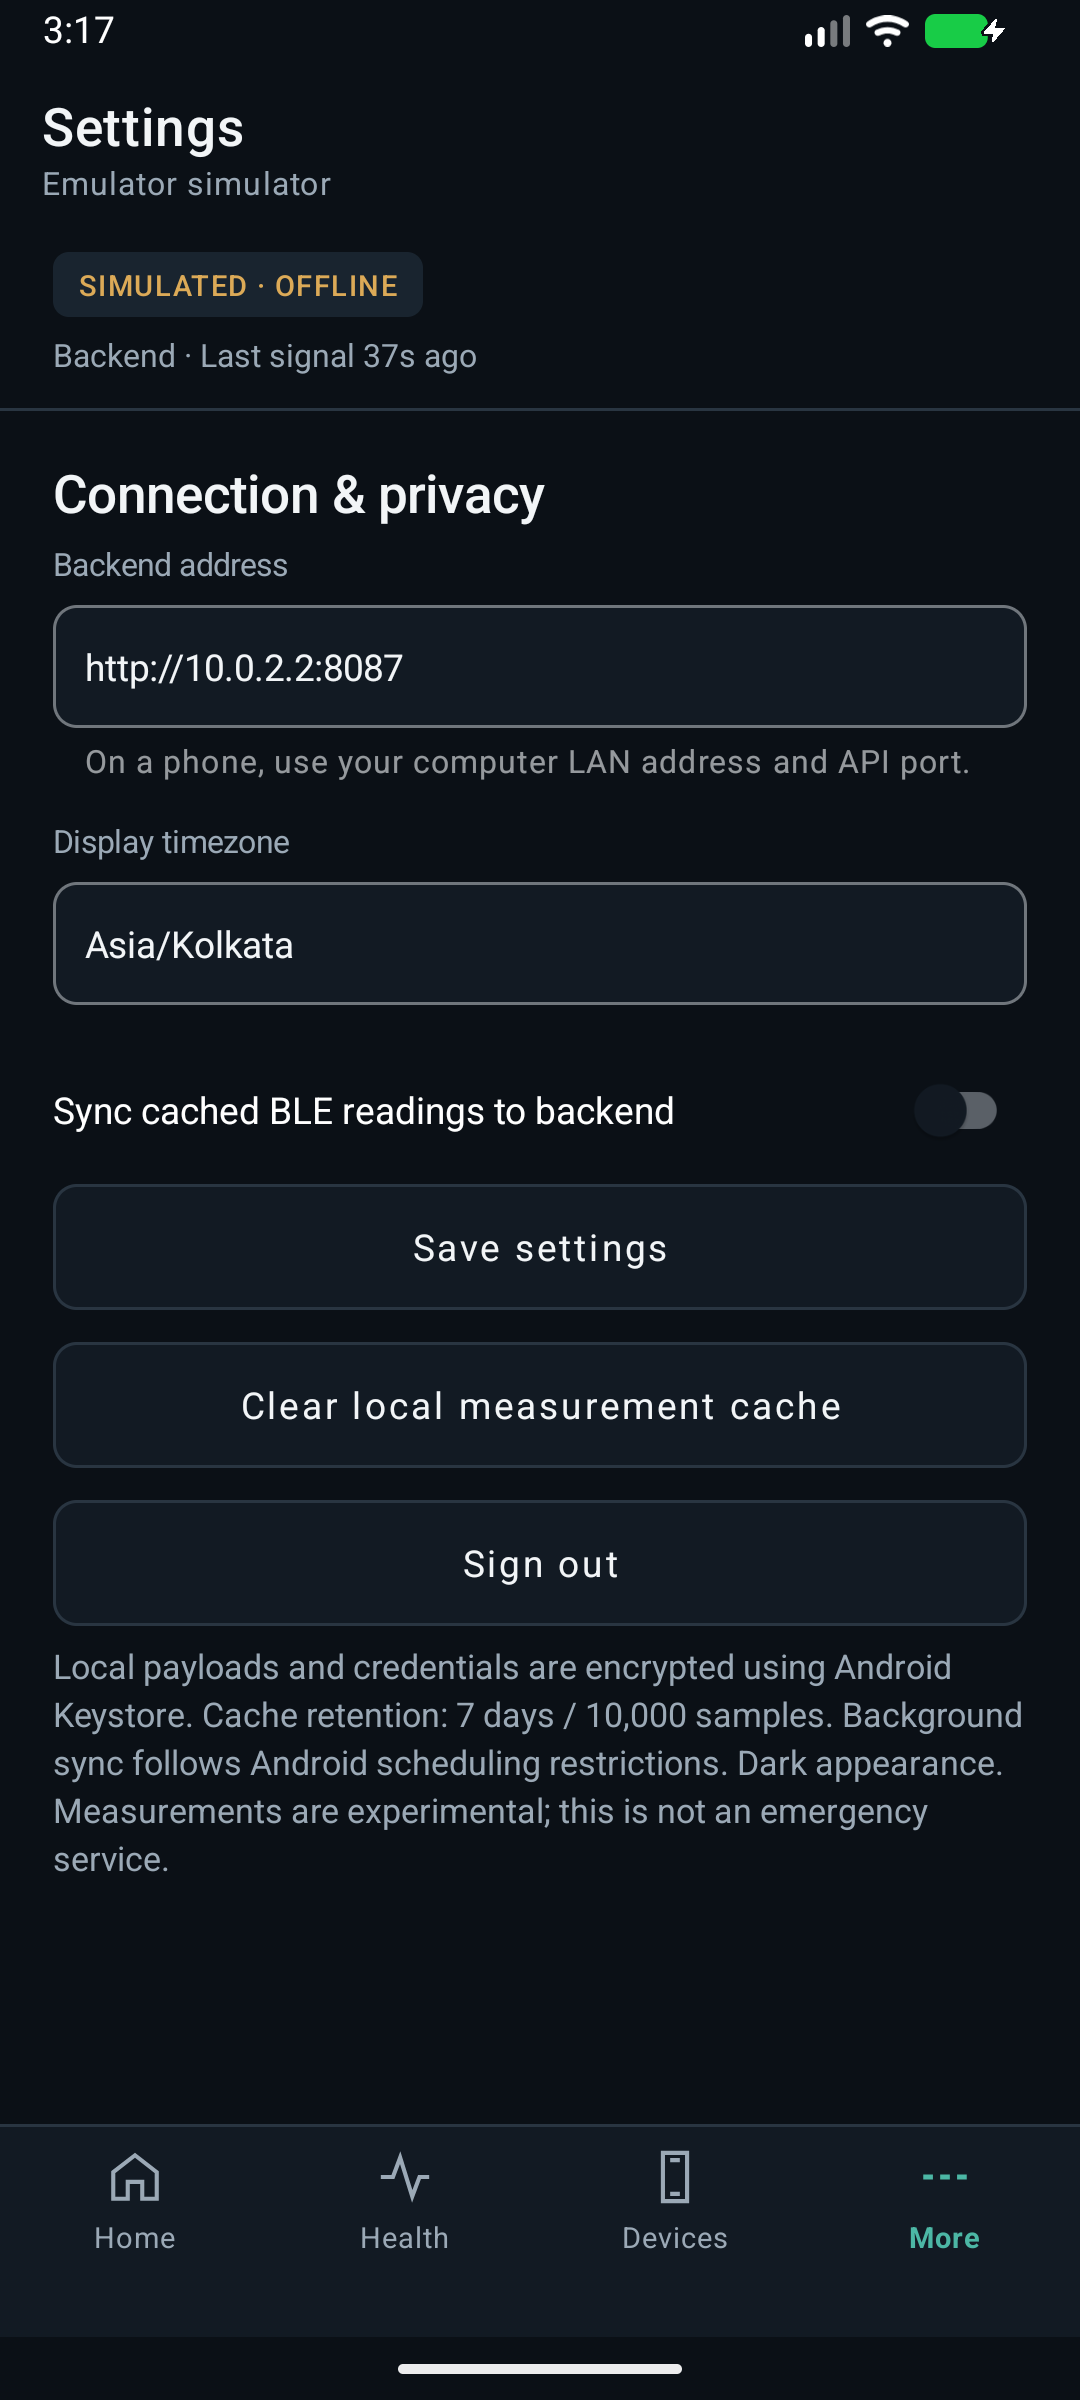 3:17
Settings
Emulator simulator
SIMULATED · OFFLINE
Backend · Last signal 37s ago
Connection & privacy
Backend address
http://10.0.2.2:8087
On a phone, use your computer LAN address and API port.
Display timezone
Asia/Kolkata
Sync cached BLE readings to backend
Save settings
Clear local measurement cache
Sign out
Local payloads and credentials are encrypted using Android
Keystore. Cache retention: 7 days / 10,000 samples. Background
sync follows Android scheduling restrictions. Dark appearance.
Measurements are experimental; this is not an emergency
service.
Home
Health
Devices
More